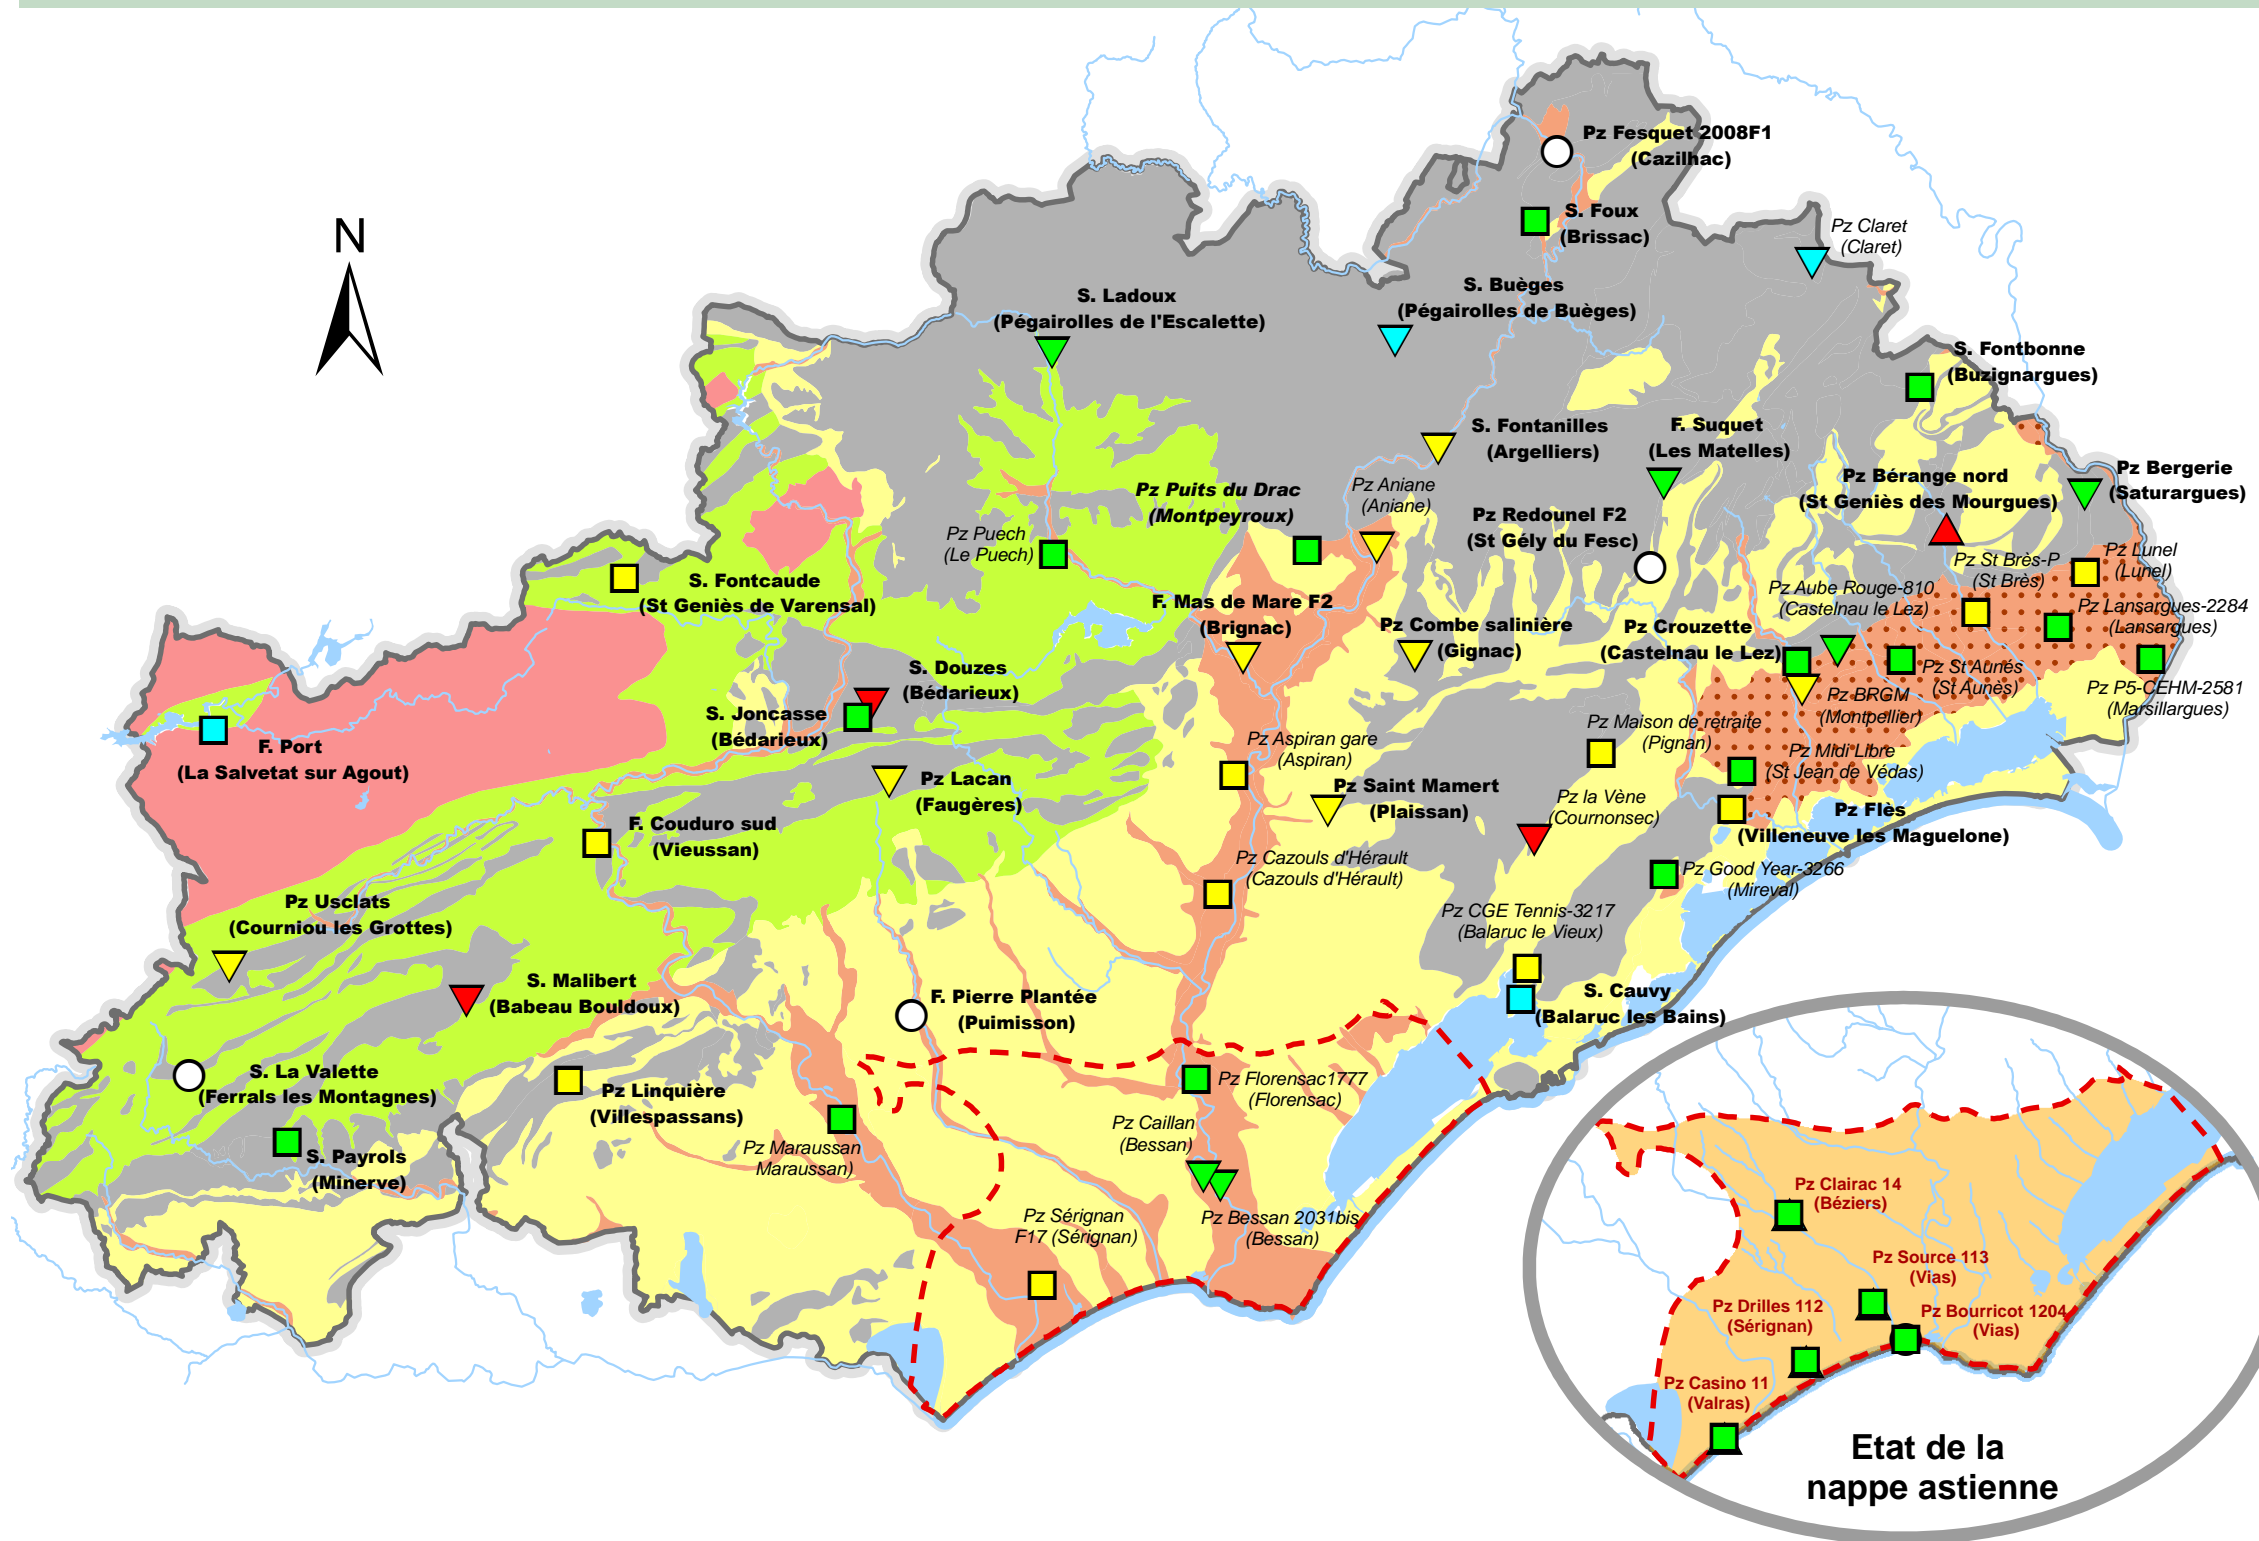 N
Pz Fesquet 2008F1
(Cazilhac)
S. Foux
(Brissac)
Pz Claret
(Claret)
S. Buèges
(Pégairolles de Buèges)
S. Ladoux
(Pégairolles de l'Escalette)
S. Fontbonne
(Buzignargues)
S. Fontanilles
(Argelliers)
F. Suquet
(Les Matelles)
Pz Bérange nord
(St Geniès des Mourgues)
Pz Bergerie
(Saturargues)
Pz Puits du Drac
(Montpeyroux)
Pz Aniane
(Aniane)
Pz Redounel F2
(St Gély du Fesc)
Pz Puech
(Le Puech)
Pz St Brès-P
(St Brès)
Pz Lunel
(Lunel)
S. Fontcaude
(St Geniès de Varensal)
Pz Aube Rouge-810
(Castelnau le Lez)
Pz Lansargues-2284
(Lansargues)
F. Mas de Mare F2
(Brignac)
Pz Combe salinière
(Gignac)
Pz Crouzette
(Castelnau le Lez)
S. Douzes
(Bédarieux)
Pz St Aunés
(St Aunès)
Pz P5-CEHM-2581
(Marsillargues)
S. Joncasse
(Bédarieux)
Pz BRGM
(Montpellier)
F. Port
(La Salvetat sur Agout)
Pz Maison de retraite
(Pignan)
Pz Aspiran gare
(Aspiran)
Pz Midi Libre
(St Jean de Védas)
Pz Lacan
(Faugères)
Pz Saint Mamert
(Plaissan)
Pz la Vène
(Cournonsec)
Pz Flès
(Villeneuve les Maguelone)
F. Couduro sud
(Vieussan)
Pz Cazouls d'Hérault
(Cazouls d'Hérault)
Pz Good Year-3266
(Mireval)
Pz Usclats
(Courniou les Grottes)
Pz CGE Tennis-3217
(Balaruc le Vieux)
S. Malibert
(Babeau Bouldoux)
F. Pierre Plantée
(Puimisson)
S. Cauvy
(Balaruc les Bains)
S. La Valette
(Ferrals les Montagnes)
Pz Linquière
(Villespassans)
Pz Florensac1777
(Florensac)
S. Payrols
(Minerve)
Pz Maraussan
Maraussan)
Pz Caillan
(Bessan)
Pz Sérignan
F17 (Sérignan)
Pz Bessan 2031bis
(Bessan)
Pz Clairac 14
(Béziers)
Pz Source 113
(Vias)
Pz Drilles 112
(Sérignan)
Pz Bourricot 1204
(Vias)
Pz Casino 11
(Valras)
Etat de la
nappe astienne